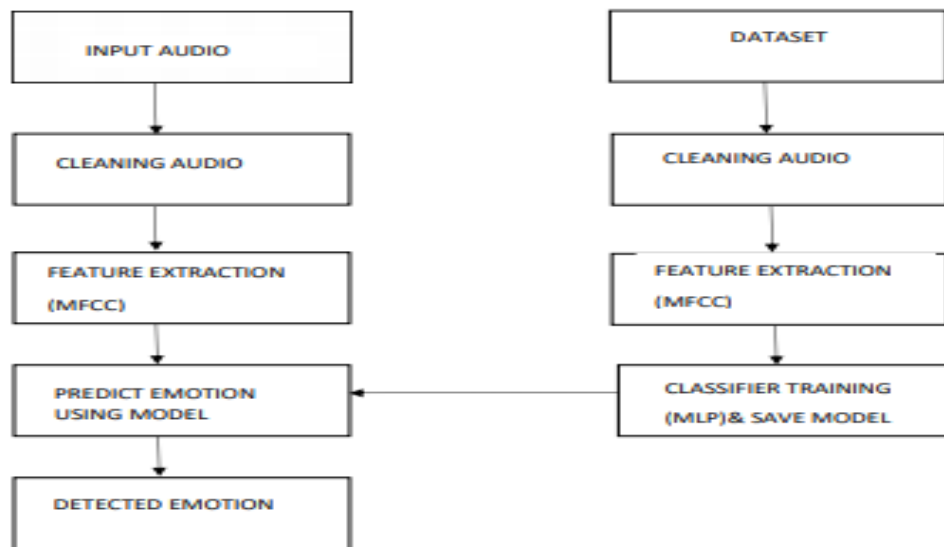 INPUT AUDIO
CLEANING AUDIO
FEATURE EXTRACTION
(MFCC)
PREDICT EMOTION
USING MODEL
DETECTED EMOTION
DATASET
CLEANING AUDIO
FEATURE EXTRACTION
(MFCC)
CLASSIFIER TRAINING
(MLP)& SAVE MODEL